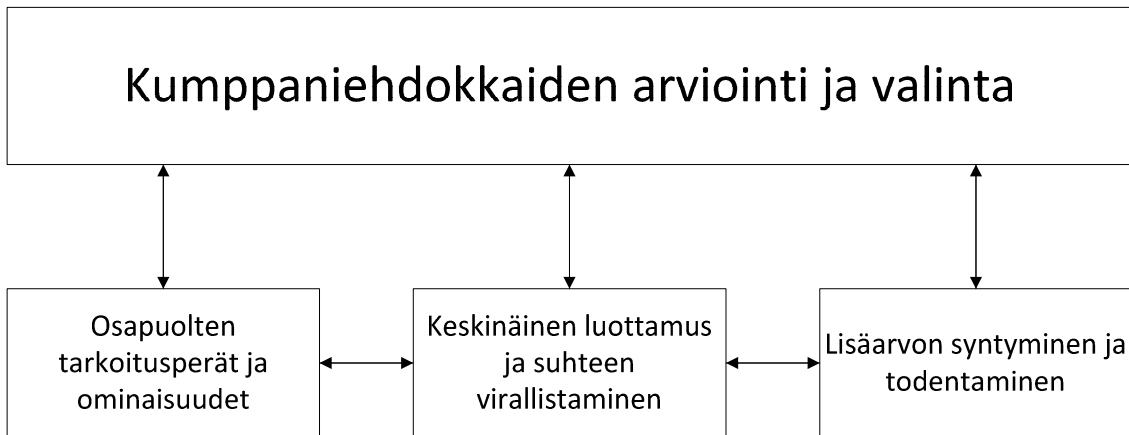 Kumppaniehdokkaiden arviointi ja valinta
Osapuolten
tarkoitusperät ja
ominaisuudet
Keskinäinen luottamus
ja suhteen
virallistaminen
Lisäarvon syntyminen ja
todentaminen